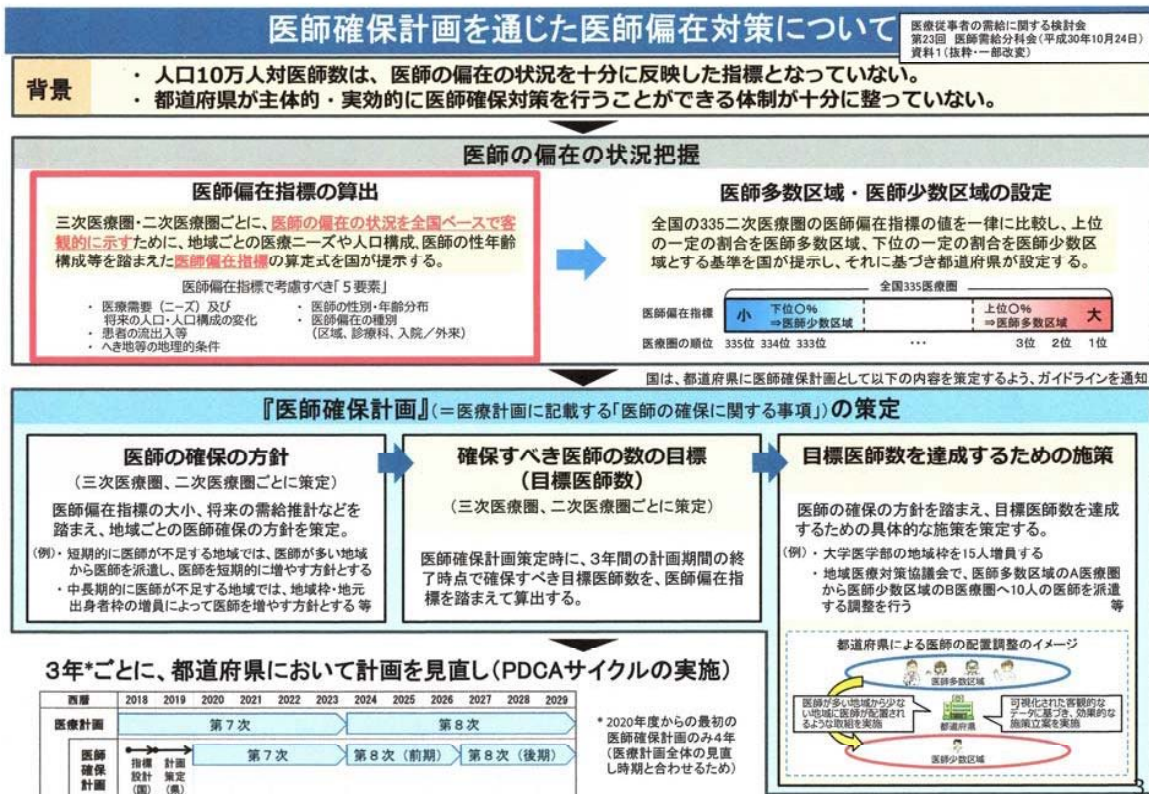 医師確保計画を通じた医師偏在対策について
医療従事者の需給に関する検討会
第23回 医師需給分科会(平成30年10月24日)
資料1(抜粋・一部改変)
背景
・ 人口10万人対医師数は、医師の偏在の状況を十分に反映した指標となっていない。
・ 都道府県が主体的・実効的に医師確保対策を行うことができる体制が十分に整っていない。
医師の偏在の状況把握
医師偏在指標の算出
三次医療圏・二次医療圏ごとに、医師の偏在の状況を全国ベースで客
観的に示すために、地域ごとの医療ニーズや人口構成、医師の性年齢
構成等を踏まえた医師偏在指標の算定式を国が提示する。
医師偏在指標で考慮すべき「5要素」
・ 医療需要(ニーズ)及び
将来の人口・人口構成の変化
・ 患者の流出入等
・ へき地等の地理的条件
・ 医師の性別・年齢分布
・ 医師偏在の種別
(区域、診療科、入院/外来)
医師多数区域・医師少数区域の設定
全国の335二次医療圏の医師偏在指標の値を一律に比較し、上位
の一定の割合を医師多数区域、下位の一定の割合を医師少数区
域とする基準を国が提示し、それに基づき都道府県が設定する。
全国335医療圏
医師偏在指標 小 下位〇% ⇒医師少数区域 上位〇% ⇒医師多数区域 大
医療圏の順位 335位 334位 333位 … 3位 2位 1位
国は、都道府県に医師確保計画として以下の内容を策定するよう、ガイドラインを通知
『医師確保計画』(=医療計画に記載する「医師の確保に関する事項」)の策定
医師の確保の方針
(三次医療圏、二次医療圏ごとに策定)
医師偏在指標の大小、将来の需給推計などを
踏まえ、地域ごとの医師確保の方針を策定。
(例)・ 短期的に医師が不足する地域では、医師が多い地域
から医師を派遣し、医師を短期的に増やす方針とする
・ 中長期的に医師が不足する地域では、地域枠・地元
出身者枠の増員によって医師を増やす方針とする 等
確保すべき医師の数の目標
(目標医師数)
(三次医療圏、二次医療圏ごとに策定)
医師確保計画策定時に、3年間の計画期間の終
了時点で確保すべき目標医師数を、医師偏在指
標を踏まえて算出する。
目標医師数を達成するための施策
医師の確保の方針を踏まえ、目標医師数を達成
するための具体的な施策を策定する。
(例)・ 大学医学部の地域枠を15人増員する
・ 地域医療対策協議会で、医師多数区域のA医療圏
から医師少数区域のB医療圏へ10人の医師を派遣
する調整を行う 等
都道府県による医師の配置調整のイメージ
医師多数区域
医師が多い地域から少な
い地域に医師が配置され
るような取組を実施
都道府県
可視化された客観的な
データに基づき、効果的な
施策立案を実施
医師少数区域
3年*ごとに、都道府県において計画を見直し(PDCAサイクルの実施)
西暦 2018 2019 2020 2021 2022 2023 2024 2025 2026 2027 2028 2029
医療計画 第7次 第8次
医師
確保
計画
指標
設計
(国)
計画
策定
(県)
第7次 第8次(前期) 第8次(後期)
* 2020年度からの最初の
医師確保計画のみ4年
(医療計画全体の見直
し時期と合わせるため)
3